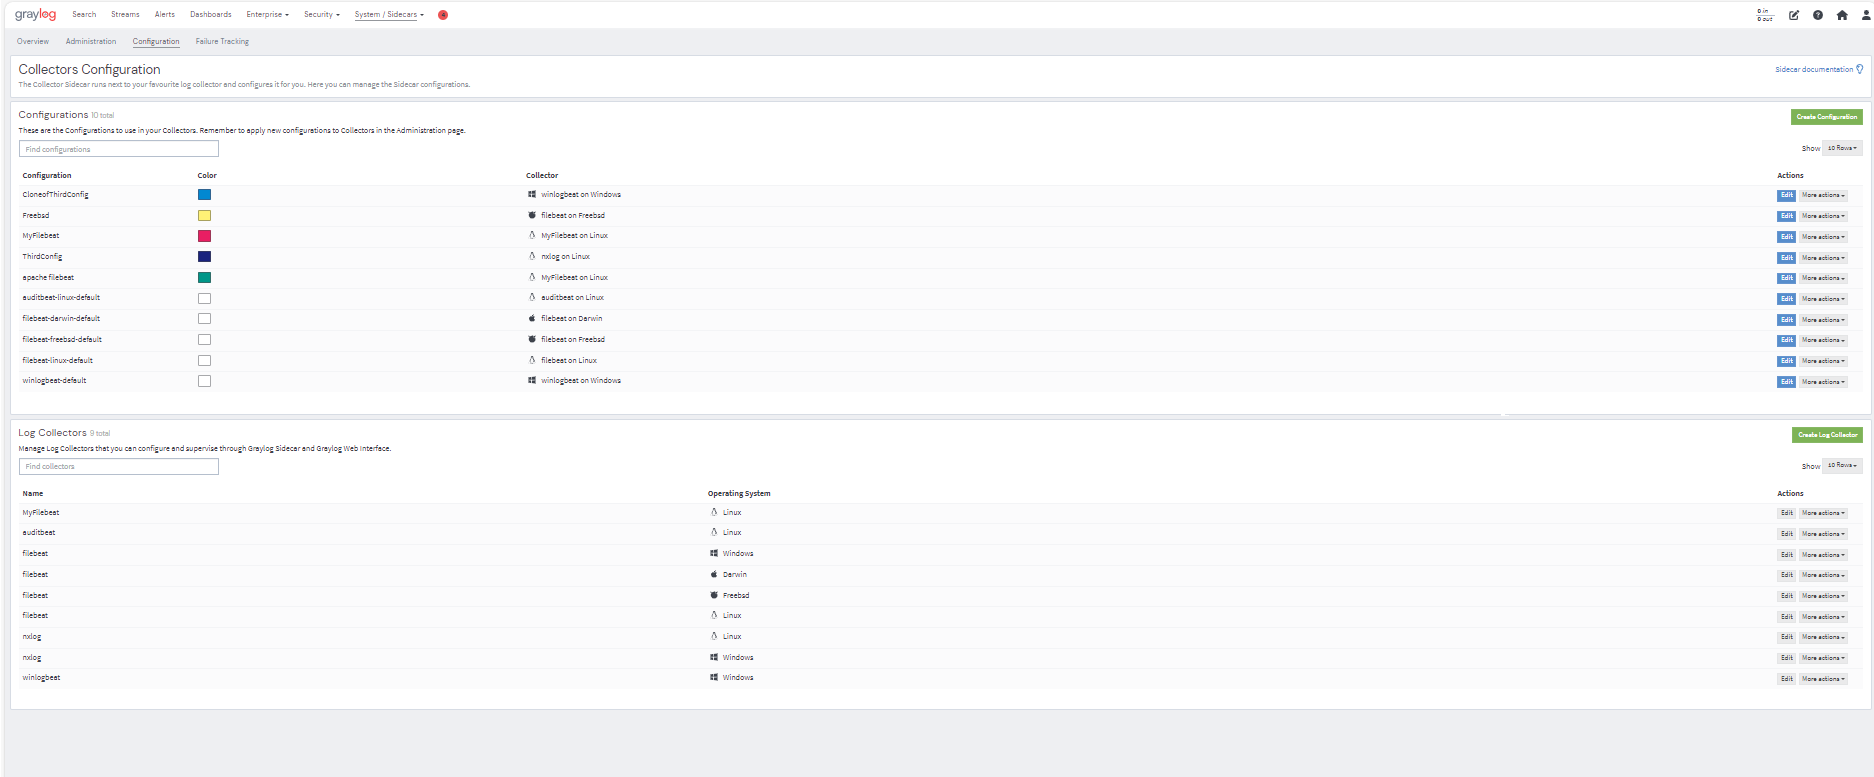 graylog Search Streams Alerts Dashboards Enterprise Security System / Sidecars 4 0 in
0 out
Overview Administration Configuration Failure Tracking
Collectors Configuration
Sidecar documentation
The Collector Sidecar runs next to your favourite log collector and configures it for you. Here you can manage the Sidecar configurations.
Configurations 10 total
Create Configuration
These are the Configurations to use in your Collectors. Remember to apply new configurations to Collectors in the Administration page.
Find configurations
Show 10 Rows
Configuration Color Collector Actions
CloneofThirdConfig winlogbeat on Windows Edit More actions
Freebsd filebeat on Freebsd Edit More actions
MyFilebeat MyFilebeat on Linux Edit More actions
ThirdConfig nxlog on Linux Edit More actions
apache filebeat MyFilebeat on Linux Edit More actions
auditbeat-linux-default auditbeat on Linux Edit More actions
filebeat-darwin-default filebeat on Darwin Edit More actions
filebeat-freebsd-default filebeat on Freebsd Edit More actions
filebeat-linux-default filebeat on Linux Edit More actions
winlogbeat-default winlogbeat on Windows Edit More actions
Log Collectors 9 total
Create Log Collector
Manage Log Collectors that you can configure and supervise through Graylog Sidecar and Graylog Web Interface.
Find collectors
Show 10 Rows
Name Operating System Actions
MyFilebeat Linux Edit More actions
auditbeat Linux Edit More actions
filebeat Windows Edit More actions
filebeat Darwin Edit More actions
filebeat Freebsd Edit More actions
filebeat Linux Edit More actions
nxlog Linux Edit More actions
nxlog Windows Edit More actions
winlogbeat Windows Edit More actions